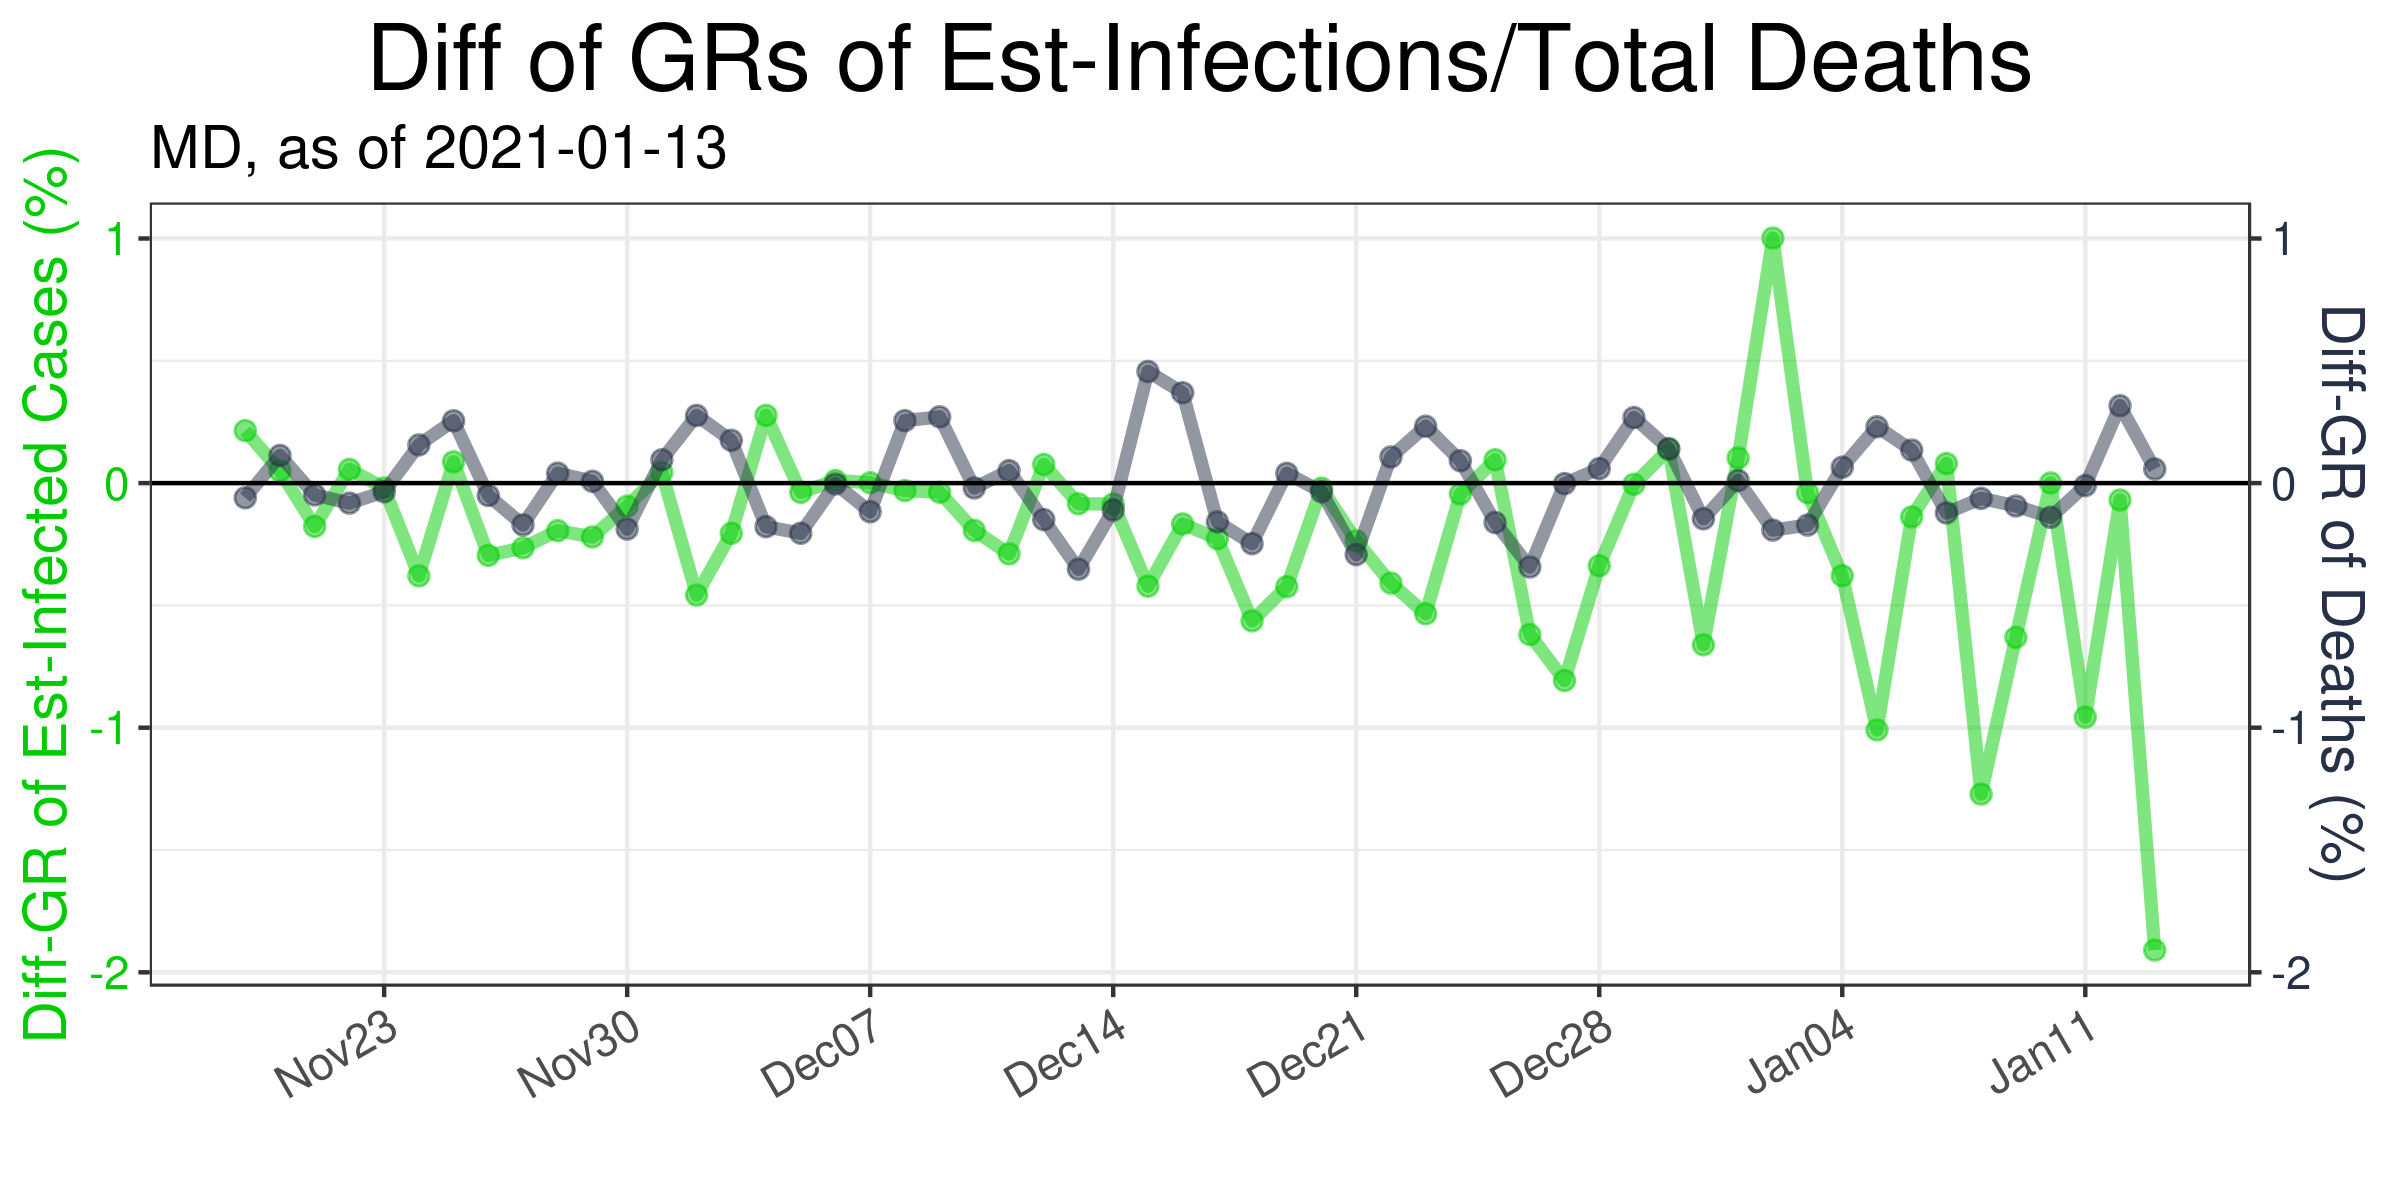 Diff of GRs of Est-Infections/Total Deaths
MD, as of 2021-01-13
Diff-GR of Est-Infected Cases (%)
1
0
-1
-2
1
0
-1
-2
Diff-GR of Deaths (%)
Nov23
Nov30
Dec07
Dec14
Dec21
Dec28
Jan04
Jan11